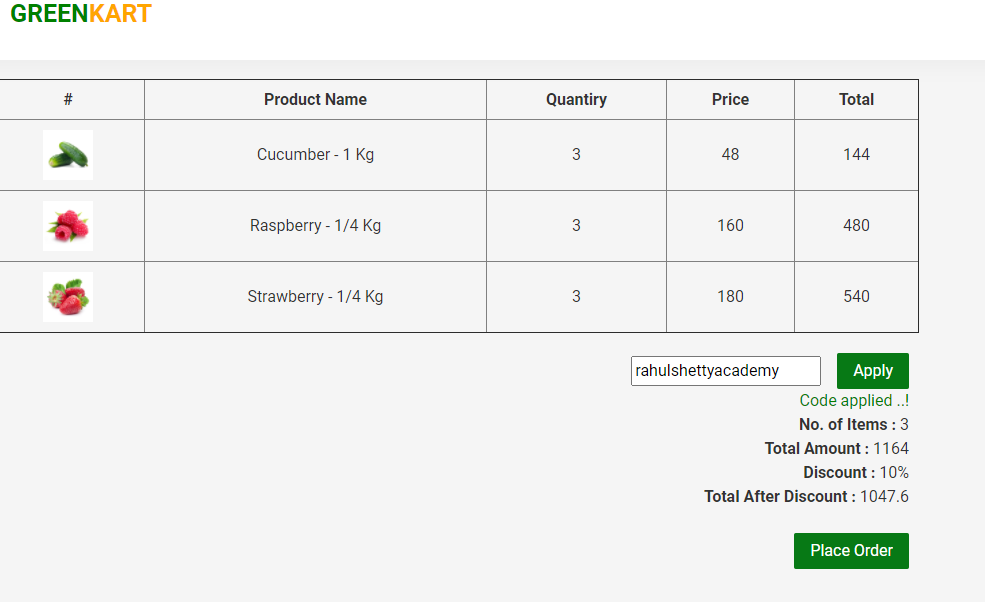 GREENKART
# Product Name Quantiry Price Total
Cucumber - 1 Kg 3 48 144
Raspberry - 1/4 Kg 3 160 480
Strawberry - 1/4 Kg 3 180 540
rahulshettyacademy Apply
Code applied ..!
No. of Items : 3
Total Amount : 1164
Discount : 10%
Total After Discount : 1047.6
Place Order